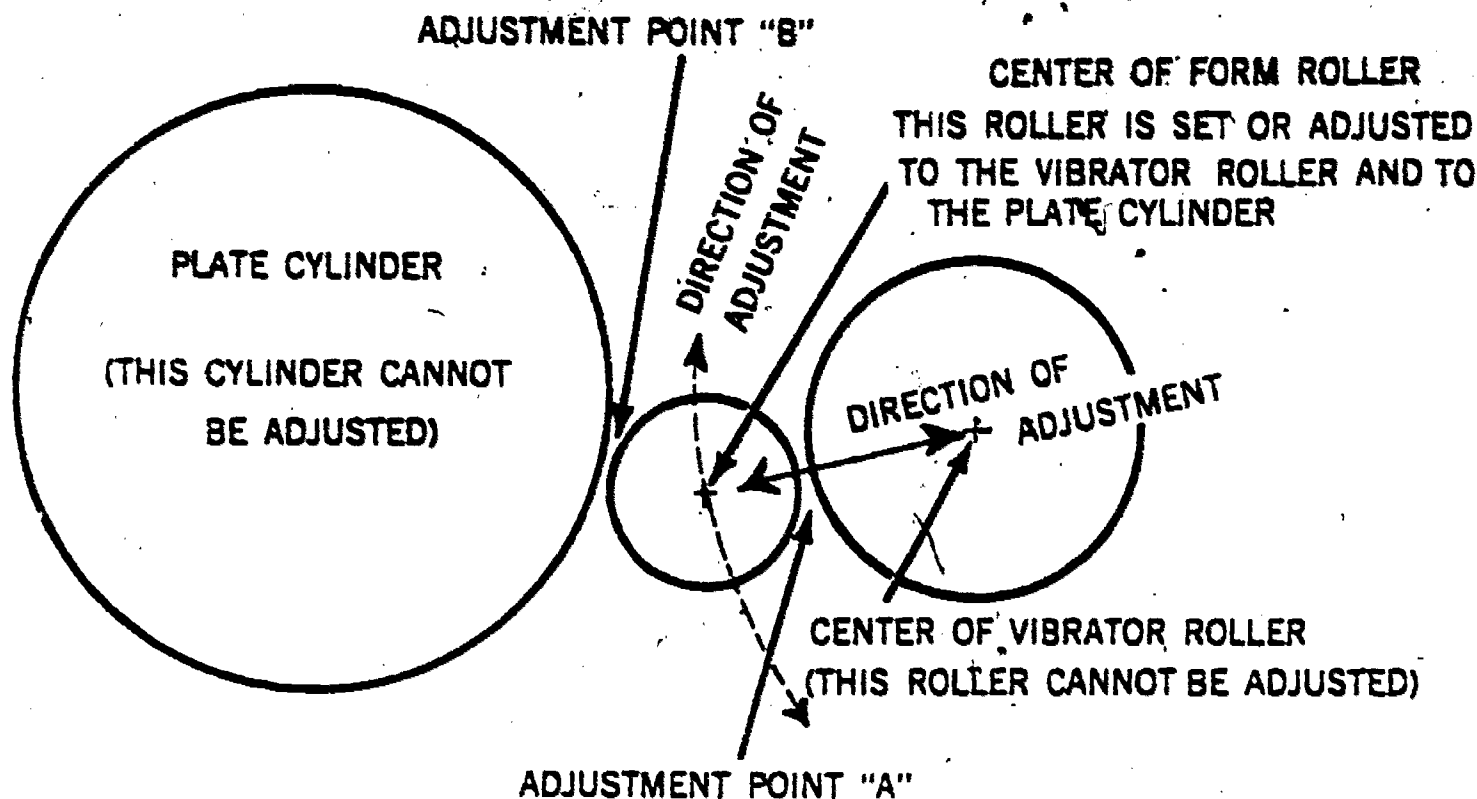 ADJUSTMENT POINT "B"
CENTER OF FORM ROLLER
THIS ROLLER IS SET OR ADJUSTED
TO THE VIBRATOR ROLLER AND TO
THE PLATE CYLINDER
DIRECTION OF
ADJUSTMENT
PLATE CYLINDER
(THIS CYLINDER CANNOT
BE ADJUSTED)
DIRECTION OF
ADJUSTMENT
CENTER OF VIBRATOR ROLLER
(THIS ROLLER CANNOT BE ADJUSTED)
ADJUSTMENT POINT "A"